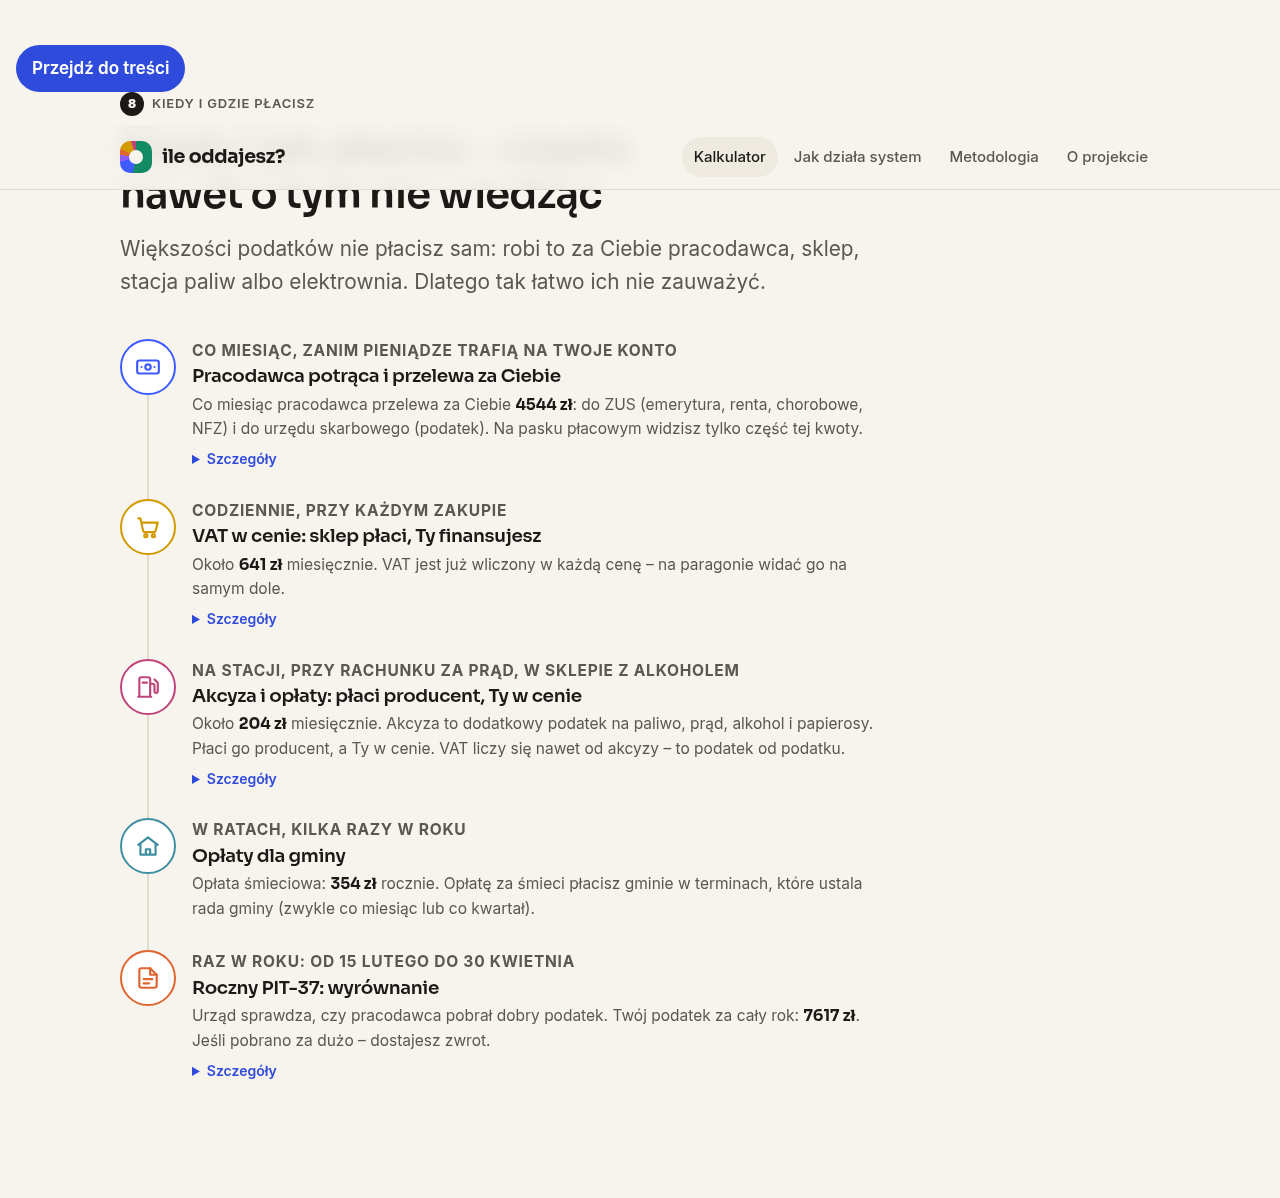 Przejdź do treści
8 KIEDY I GDZIE PŁACISZ
ile oddajesz?
Kalkulator
Jak działa system
Metodologia
O projekcie
nawet o tym nie wiedząc
Większości podatków nie płacisz sam: robi to za Ciebie pracodawca, sklep,
stacja paliw albo elektrownia. Dlatego tak łatwo ich nie zauważyć.
CO MIESIĄC, ZANIM PIENIĄDZE TRAFIĄ NA TWOJE KONTO
Pracodawca potrąca i przelewa za Ciebie
Co miesiąc pracodawca przelewa za Ciebie 4544 zł: do ZUS (emerytura, renta, chorobowe,
NFZ) i do urzędu skarbowego (podatek). Na pasku płacowym widzisz tylko część tej kwoty.
Szczegóły
CODZIENNIE, PRZY KAŻDYM ZAKUPIE
VAT w cenie: sklep płaci, Ty finansujesz
Około 641 zł miesięcznie. VAT jest już wliczony w każdą cenę – na paragonie widać go na
samym dole.
Szczegóły
NA STACJI, PRZY RACHUNKU ZA PRĄD, W SKLEPIE Z ALKOHOLEM
Akcyza i opłaty: płaci producent, Ty w cenie
Około 204 zł miesięcznie. Akcyza to dodatkowy podatek na paliwo, prąd, alkohol i papierosy.
Płaci go producent, a Ty w cenie. VAT liczy się nawet od akcyzy – to podatek od podatku.
Szczegóły
W RATACH, KILKA RAZY W ROKU
Opłaty dla gminy
Opłata śmieciowa: 354 zł rocznie. Opłatę za śmieci płacisz gminie w terminach, które ustala
rada gminy (zwykle co miesiąc lub co kwartał).
RAZ W ROKU: OD 15 LUTEGO DO 30 KWIETNIA
Roczny PIT-37: wyrównanie
Urząd sprawdza, czy pracodawca pobrał dobry podatek. Twój podatek za cały rok: 7617 zł.
Jeśli pobrano za dużo – dostajesz zwrot.
Szczegóły